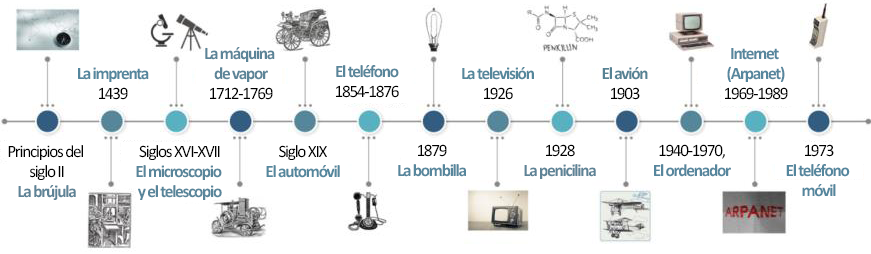 Principios del
siglo II
La brújula
La imprenta
1439
Siglos XVI-XVII
El microscopio
y el telescopio
La máquina
de vapor
1712-1769
Siglo XIX
El automóvil
El teléfono
1854-1876
1879
La bombilla
La televisión
1926
R
O
N
H
S
CH₃
CH₃
N
O
COOH
PENICILLIN
1928
La penicilina
El avión
1903
1940-1970,
El ordenador
Internet
(Arpanet)
1969-1989
ARPANET
1973
El teléfono
móvil